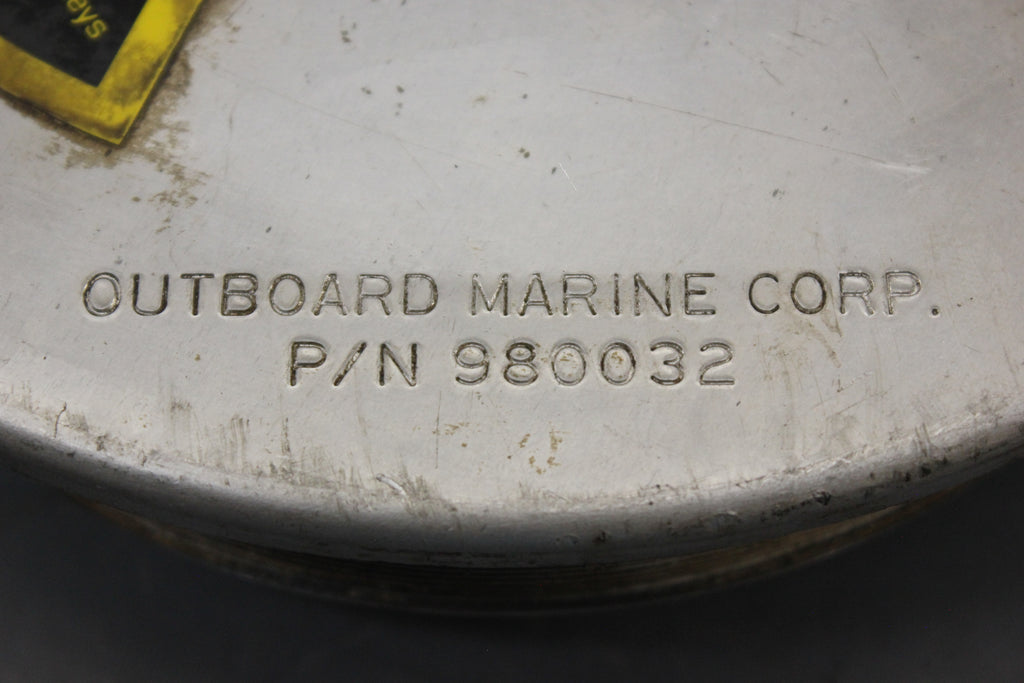 OUTBOARD MARINE CORP.
P/N 980032